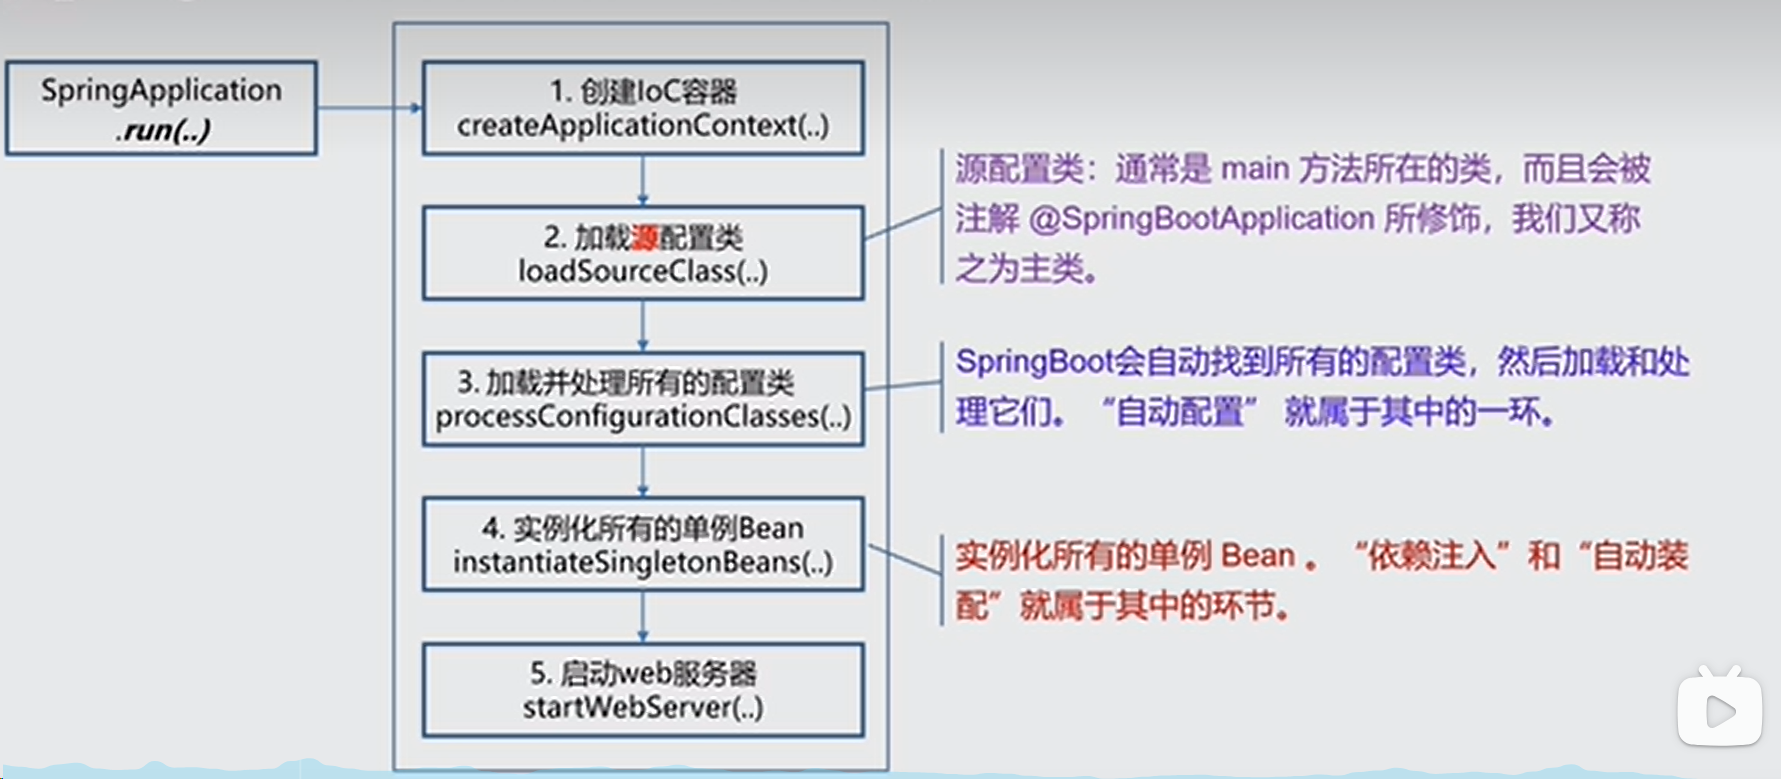 SpringApplication
.run(..)
1. 创建IoC容器
createApplicationContext(..)
2. 加载源配置类
loadSourceClass(..)
3. 加载并处理所有的配置类
processConfigurationClasses(..)
4. 实例化所有的单例Bean
instantiateSingletonBeans(..)
5. 启动web服务器
startWebServer(..)
源配置类：通常是 main 方法所在的类，而且会被
注解 @SpringBootApplication 所修饰，我们又称
之为主类。
SpringBoot会自动找到所有的配置类，然后加载和处
理它们。“自动配置” 就属于其中的一环。
实例化所有的单例 Bean 。“依赖注入”和“自动装
配”就属于其中的环节。